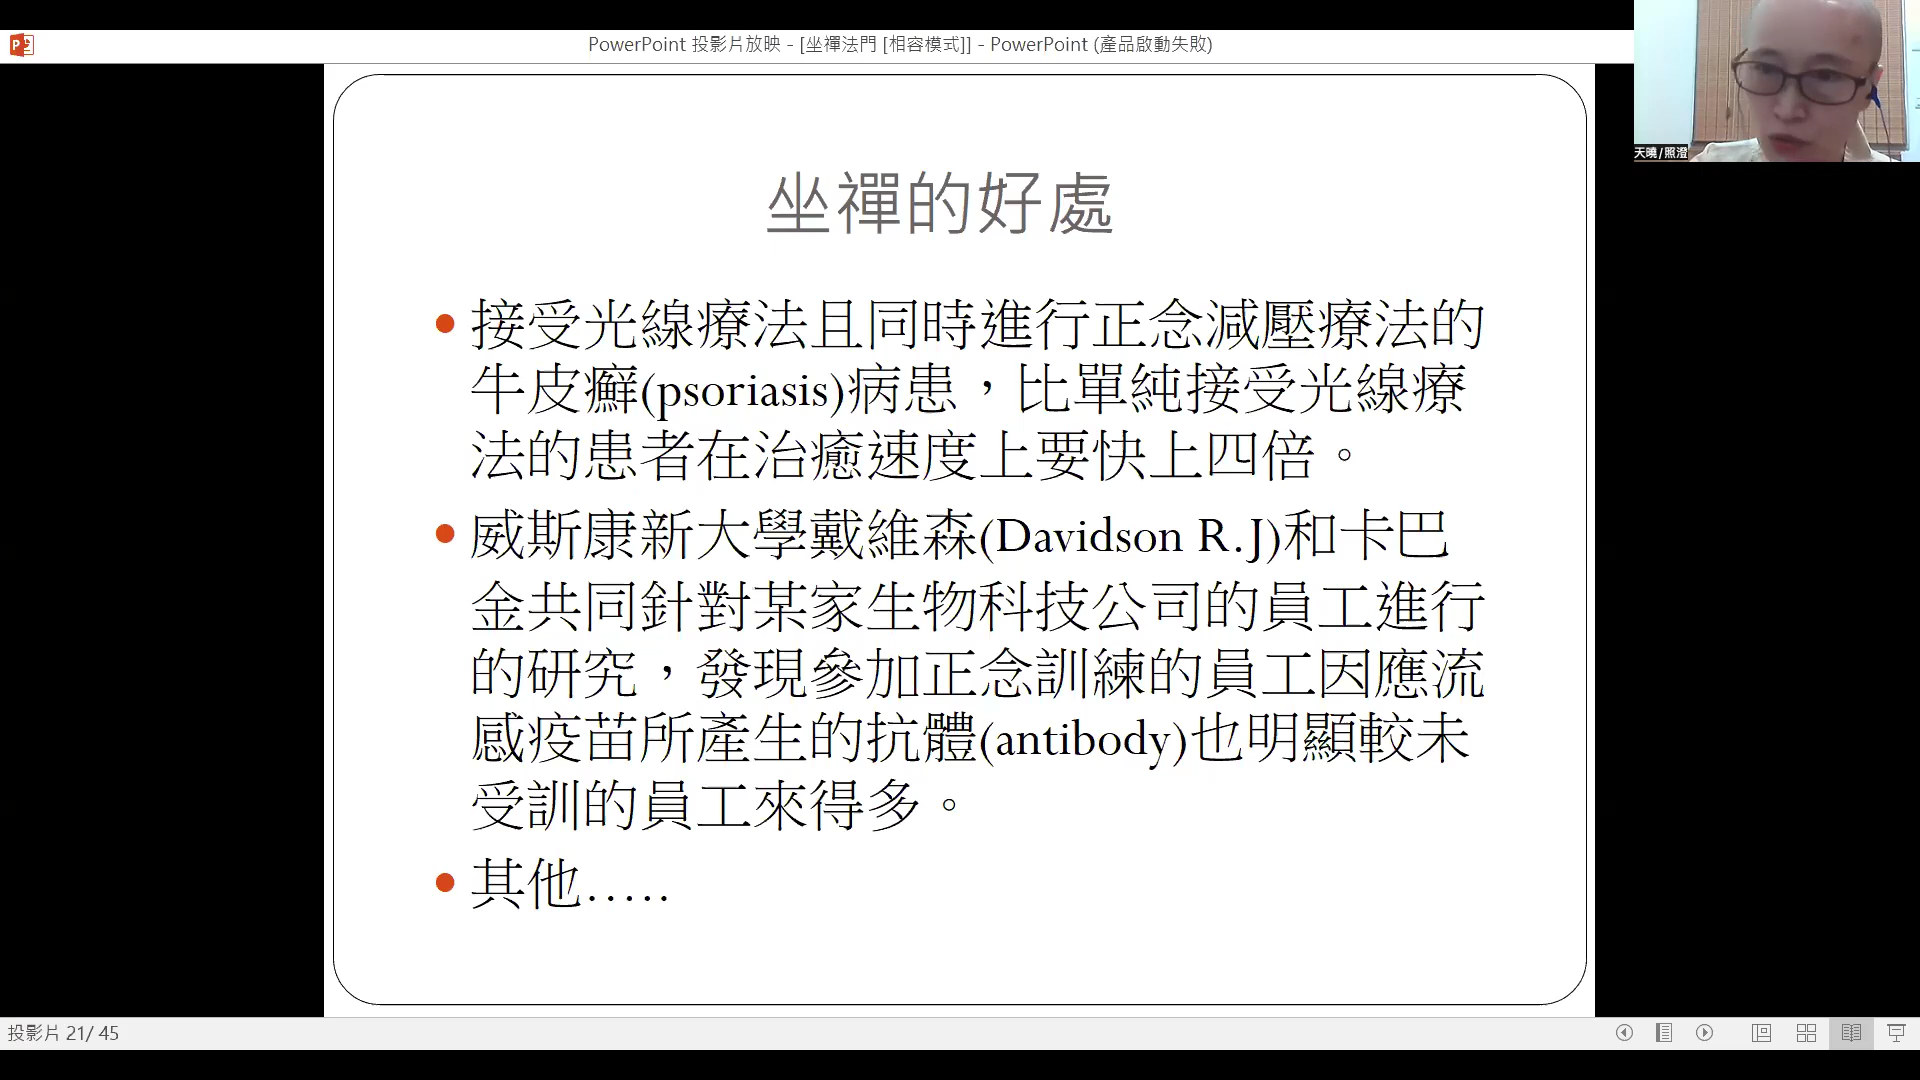 PowerPoint 投影片放映 - [坐禪法門 [相容模式]] - PowerPoint (產品啟動失敗)
天曉/照澄
坐禪的好處
• 接受光線療法且同時進行正念減壓療法的
牛皮癬(psoriasis)病患，比單純接受光線療
法的患者在治癒速度上要快上四倍。
• 威斯康新大學戴維森(Davidson R.J)和卡巴
金共同針對某家生物科技公司的員工進行
的研究，發現參加正念訓練的員工因應流
感疫苗所產生的抗體(antibody)也明顯較未
受訓的員工來得多。
• 其他.....
投影片 21/ 45